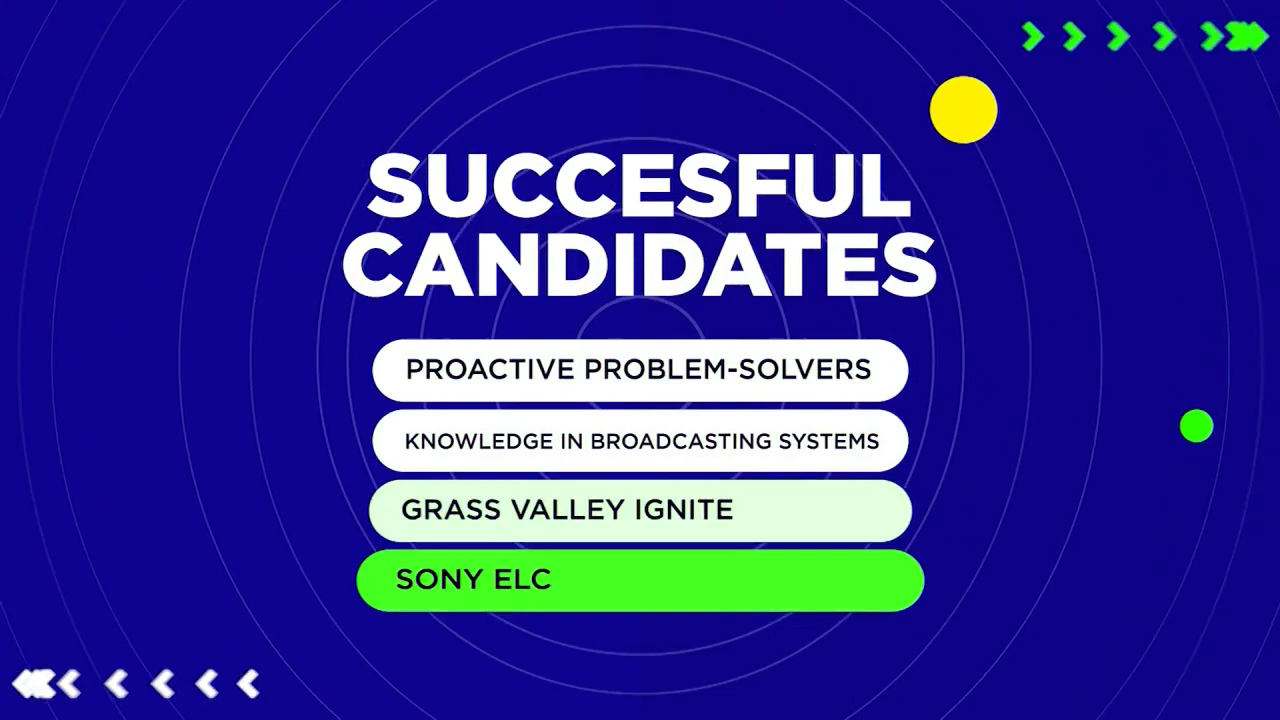 SUCCESFUL
CANDIDATES
PROACTIVE PROBLEM-SOLVERS
KNOWLEDGE IN BROADCASTING SYSTEMS
GRASS VALLEY IGNITE
SONY ELC